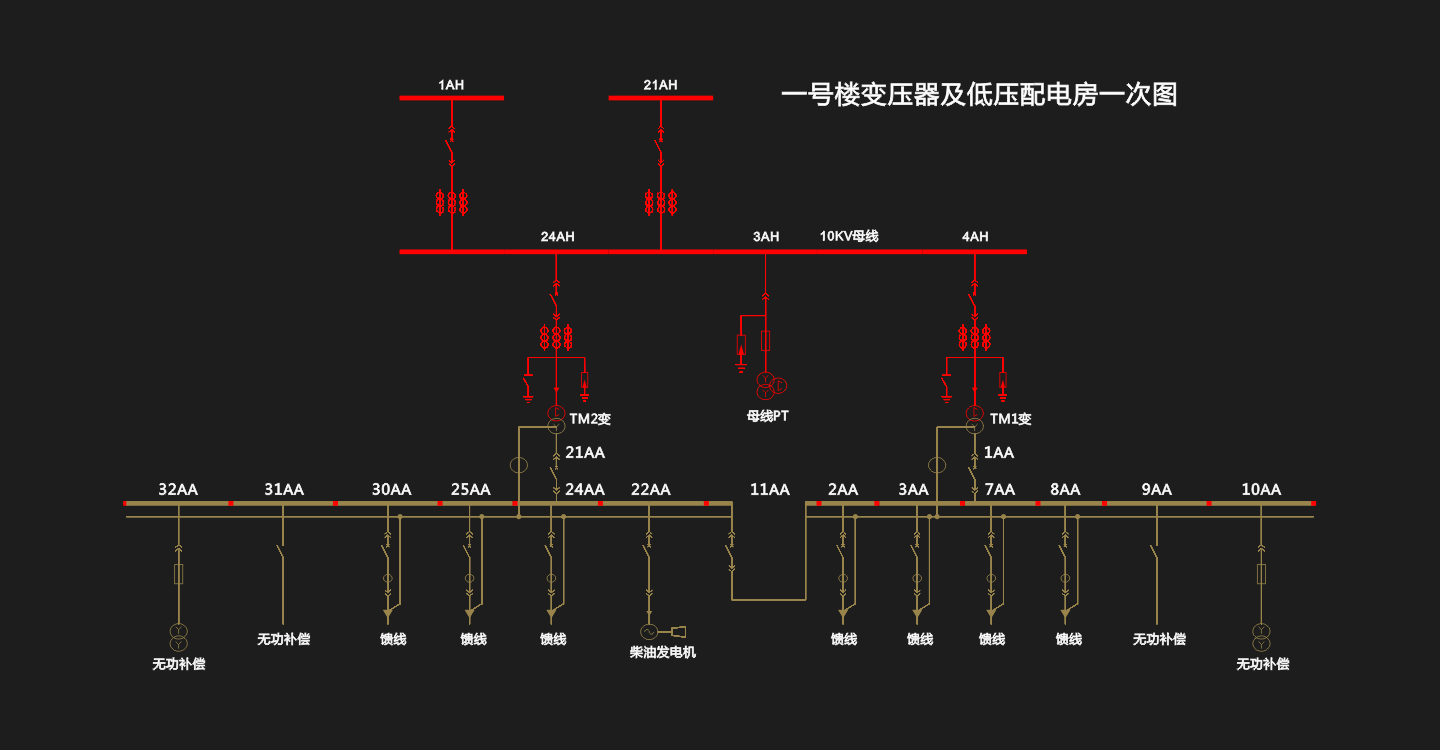 1AH
21AH
一号楼变压器及低压配电房一次图
24AH
3AH
10KV母线
4AH
母线PT
TM2变
TM1变
21AA
1AA
32AA
31AA
30AA
25AA
24AA
22AA
11AA
2AA
3AA
7AA
8AA
9AA
10AA
无功补偿
馈线
馈线
馈线
馈线
馈线
馈线
馈线
无功补偿
柴油发电机
无功补偿
无功补偿